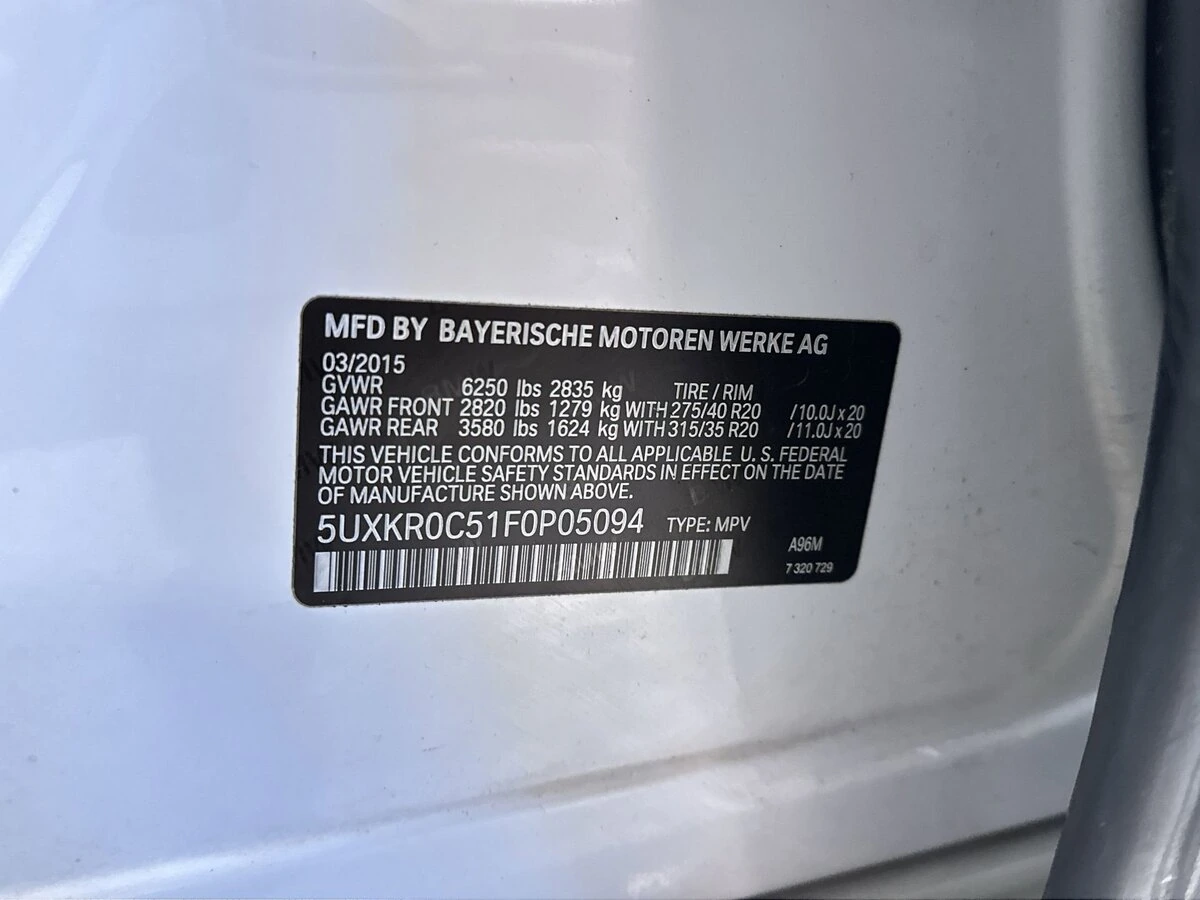 MFD BY BAYERISCHE MOTOREN WERKE AG
03/2015
GVWR 6250 lbs 2835 kg TIRE / RIM
GAWR FRONT 2820 lbs 1279 kg WITH 275/40 R20 /10.0J x 20
GAWR REAR 3580 lbs 1624 kg WITH 315/35 R20 /11.0J x 20
THIS VEHICLE CONFORMS TO ALL APPLICABLE U. S. FEDERAL
MOTOR VEHICLE SAFETY STANDARDS IN EFFECT ON THE DATE
OF MANUFACTURE SHOWN ABOVE.
5UXKR0C51F0P05094 TYPE: MPV
A96M
7 320 729